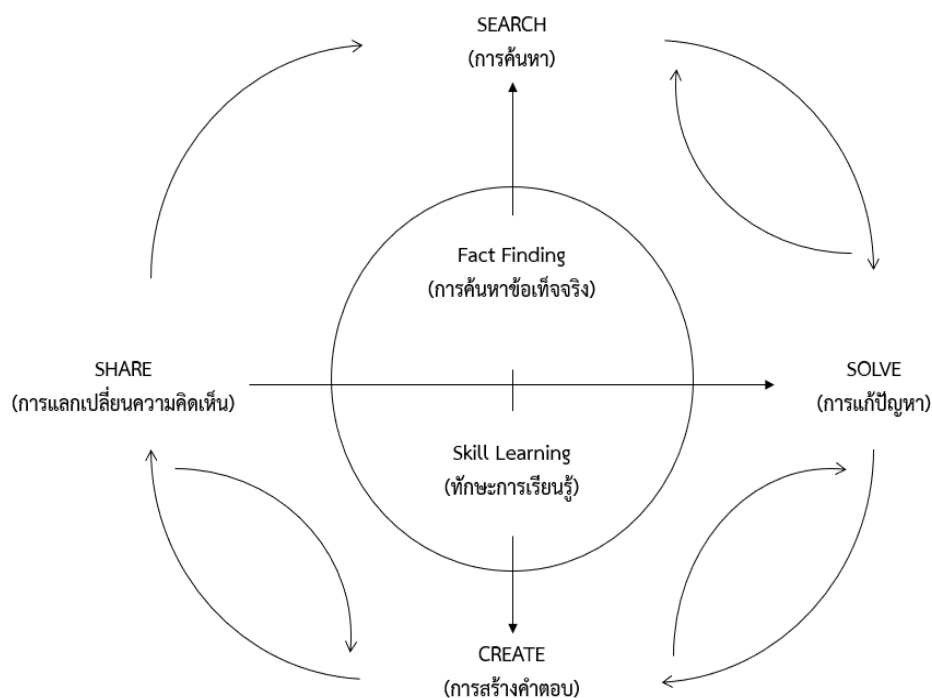 SEARCH
(การค้นหา)
Fact Finding
(การค้นหาข้อเท็จจริง)
SHARE
(การแลกเปลี่ยนความคิดเห็น)
SOLVE
(การแก้ปัญหา)
Skill Learning
(ทักษะการเรียนรู้)
CREATE
(การสร้างคำตอบ)